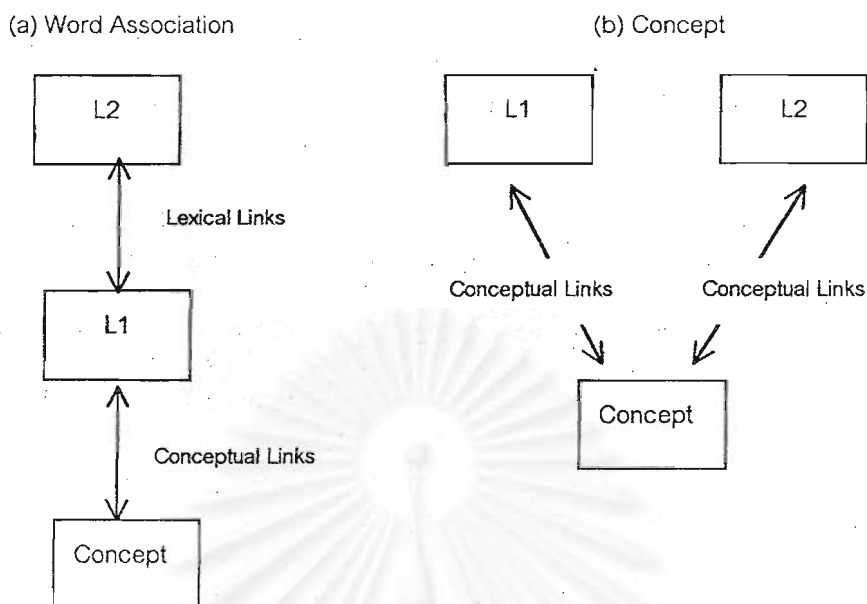 (a) Word Association
L2
Lexical Links
L1
Conceptual Links
Concept
(b) Concept
L1
L2
Conceptual Links
Conceptual Links
Concept